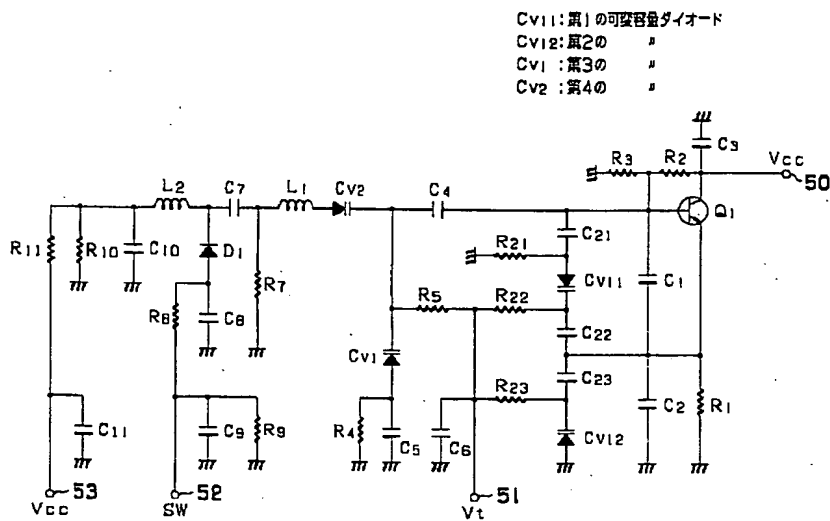 Cv11:第1の可変容量ダイオード
Cv12:第2の 〃
Cv1 :第3の 〃
Cv2 :第4の 〃
C3
R3 R2 Vcc
50
L2 C7 L1 Cv2 C4
Q1
R11 R10 C10 D1 R7 R21 C21
Cv11 C1
R8 C8 R5 R22
C22
Cv1
C23
R23 C2 R1
C11 C9 R9 R4 C5 C6 Cv12
53 52 51
Vcc SW Vt